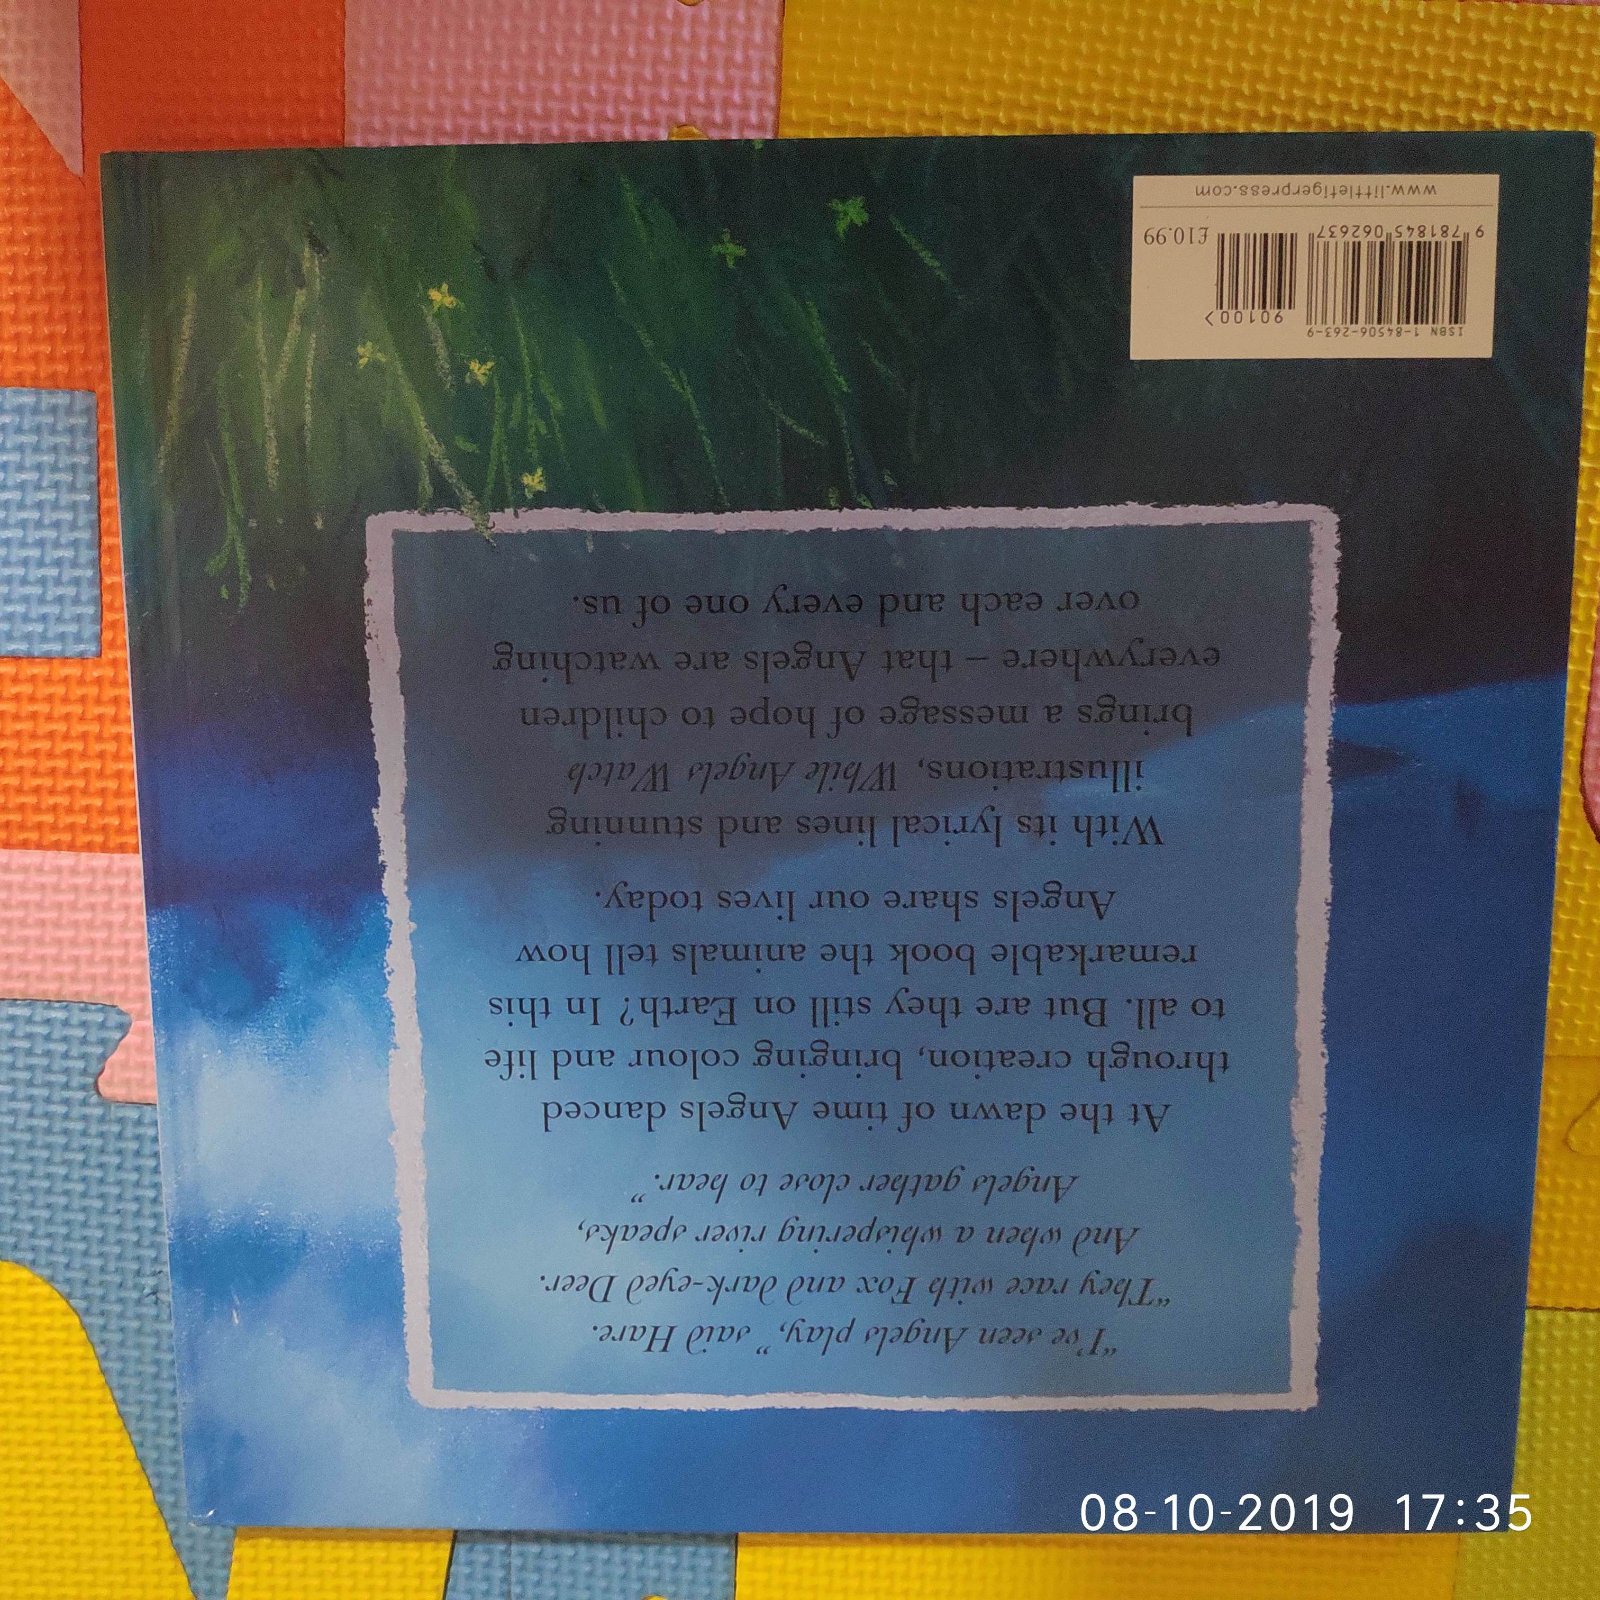 “I've seen Angels play,” said Hare.
“They race with Fox and dark-eyed Deer.
And when a whispering river speaks,
Angels gather close to hear.”
At the dawn of time Angels danced
through creation, bringing colour and life
to all. But are they still on Earth? In this
remarkable book the animals tell how
Angels share our lives today.
With its lyrical lines and stunning
illustrations, While Angels Watch
brings a message of hope to children
everywhere – that Angels are watching
over each and every one of us.
ISBN 1-84506-263-9
90100>
9 781845 062637
£10.99
www.littletigerpress.com
08-10-2019 17:35